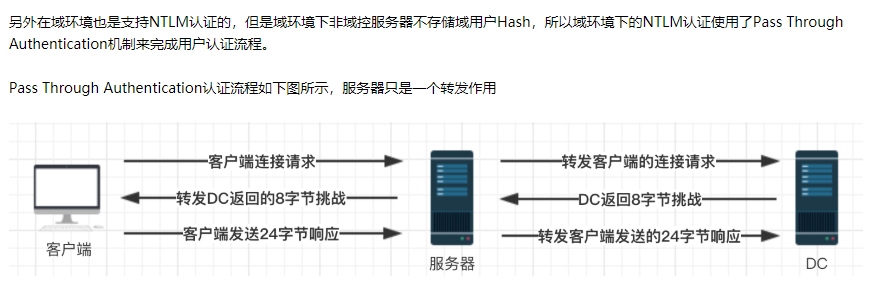 另外在域环境也是支持NTLM认证的，但是域环境下非域控服务器不存储域用户Hash，所以域环境下的NTLM认证使用了Pass Through
Authentication机制来完成用户认证流程。
Pass Through Authentication认证流程如下图所示，服务器只是一个转发作用
客户端连接请求
转发客户端的连接请求
转发DC返回的8字节挑战
DC返回8字节挑战
客户端发送24字节响应
转发客户端发送的24字节响应
客户端
服务器
DC